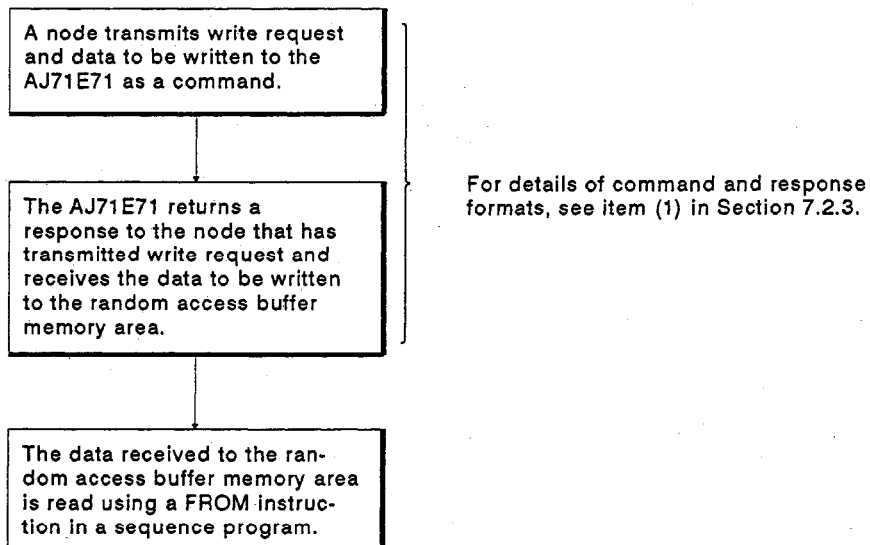 A node transmits write request
and data to be written to the
AJ71E71 as a command.
The AJ71E71 returns a
response to the node that has
transmitted write request and
receives the data to be written
to the random access buffer
memory area.
For details of command and response
formats, see item (1) in Section 7.2.3.
The data received to the ran-
dom access buffer memory area
is read using a FROM instruc-
tion in a sequence program.